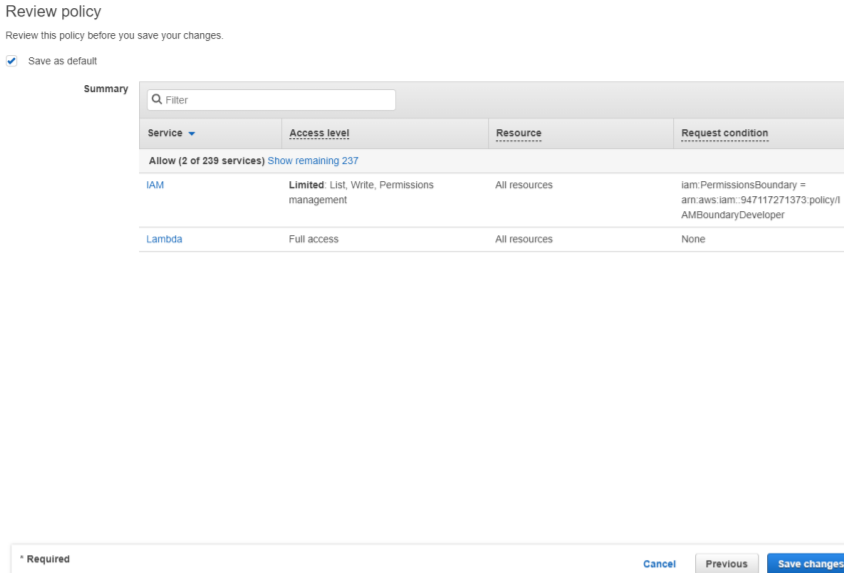 Review policy
Review this policy before you save your changes.
Save as default
Summary
Filter
Service Access level Resource Request condition
Allow (2 of 239 services) Show remaining 237
IAM Limited: List, Write, Permissions All resources iam:PermissionsBoundary =
management arn:aws:iam::947117271373:policy/I
AMBoundaryDeveloper
Lambda Full access All resources None
* Required
Cancel Previous Save changes